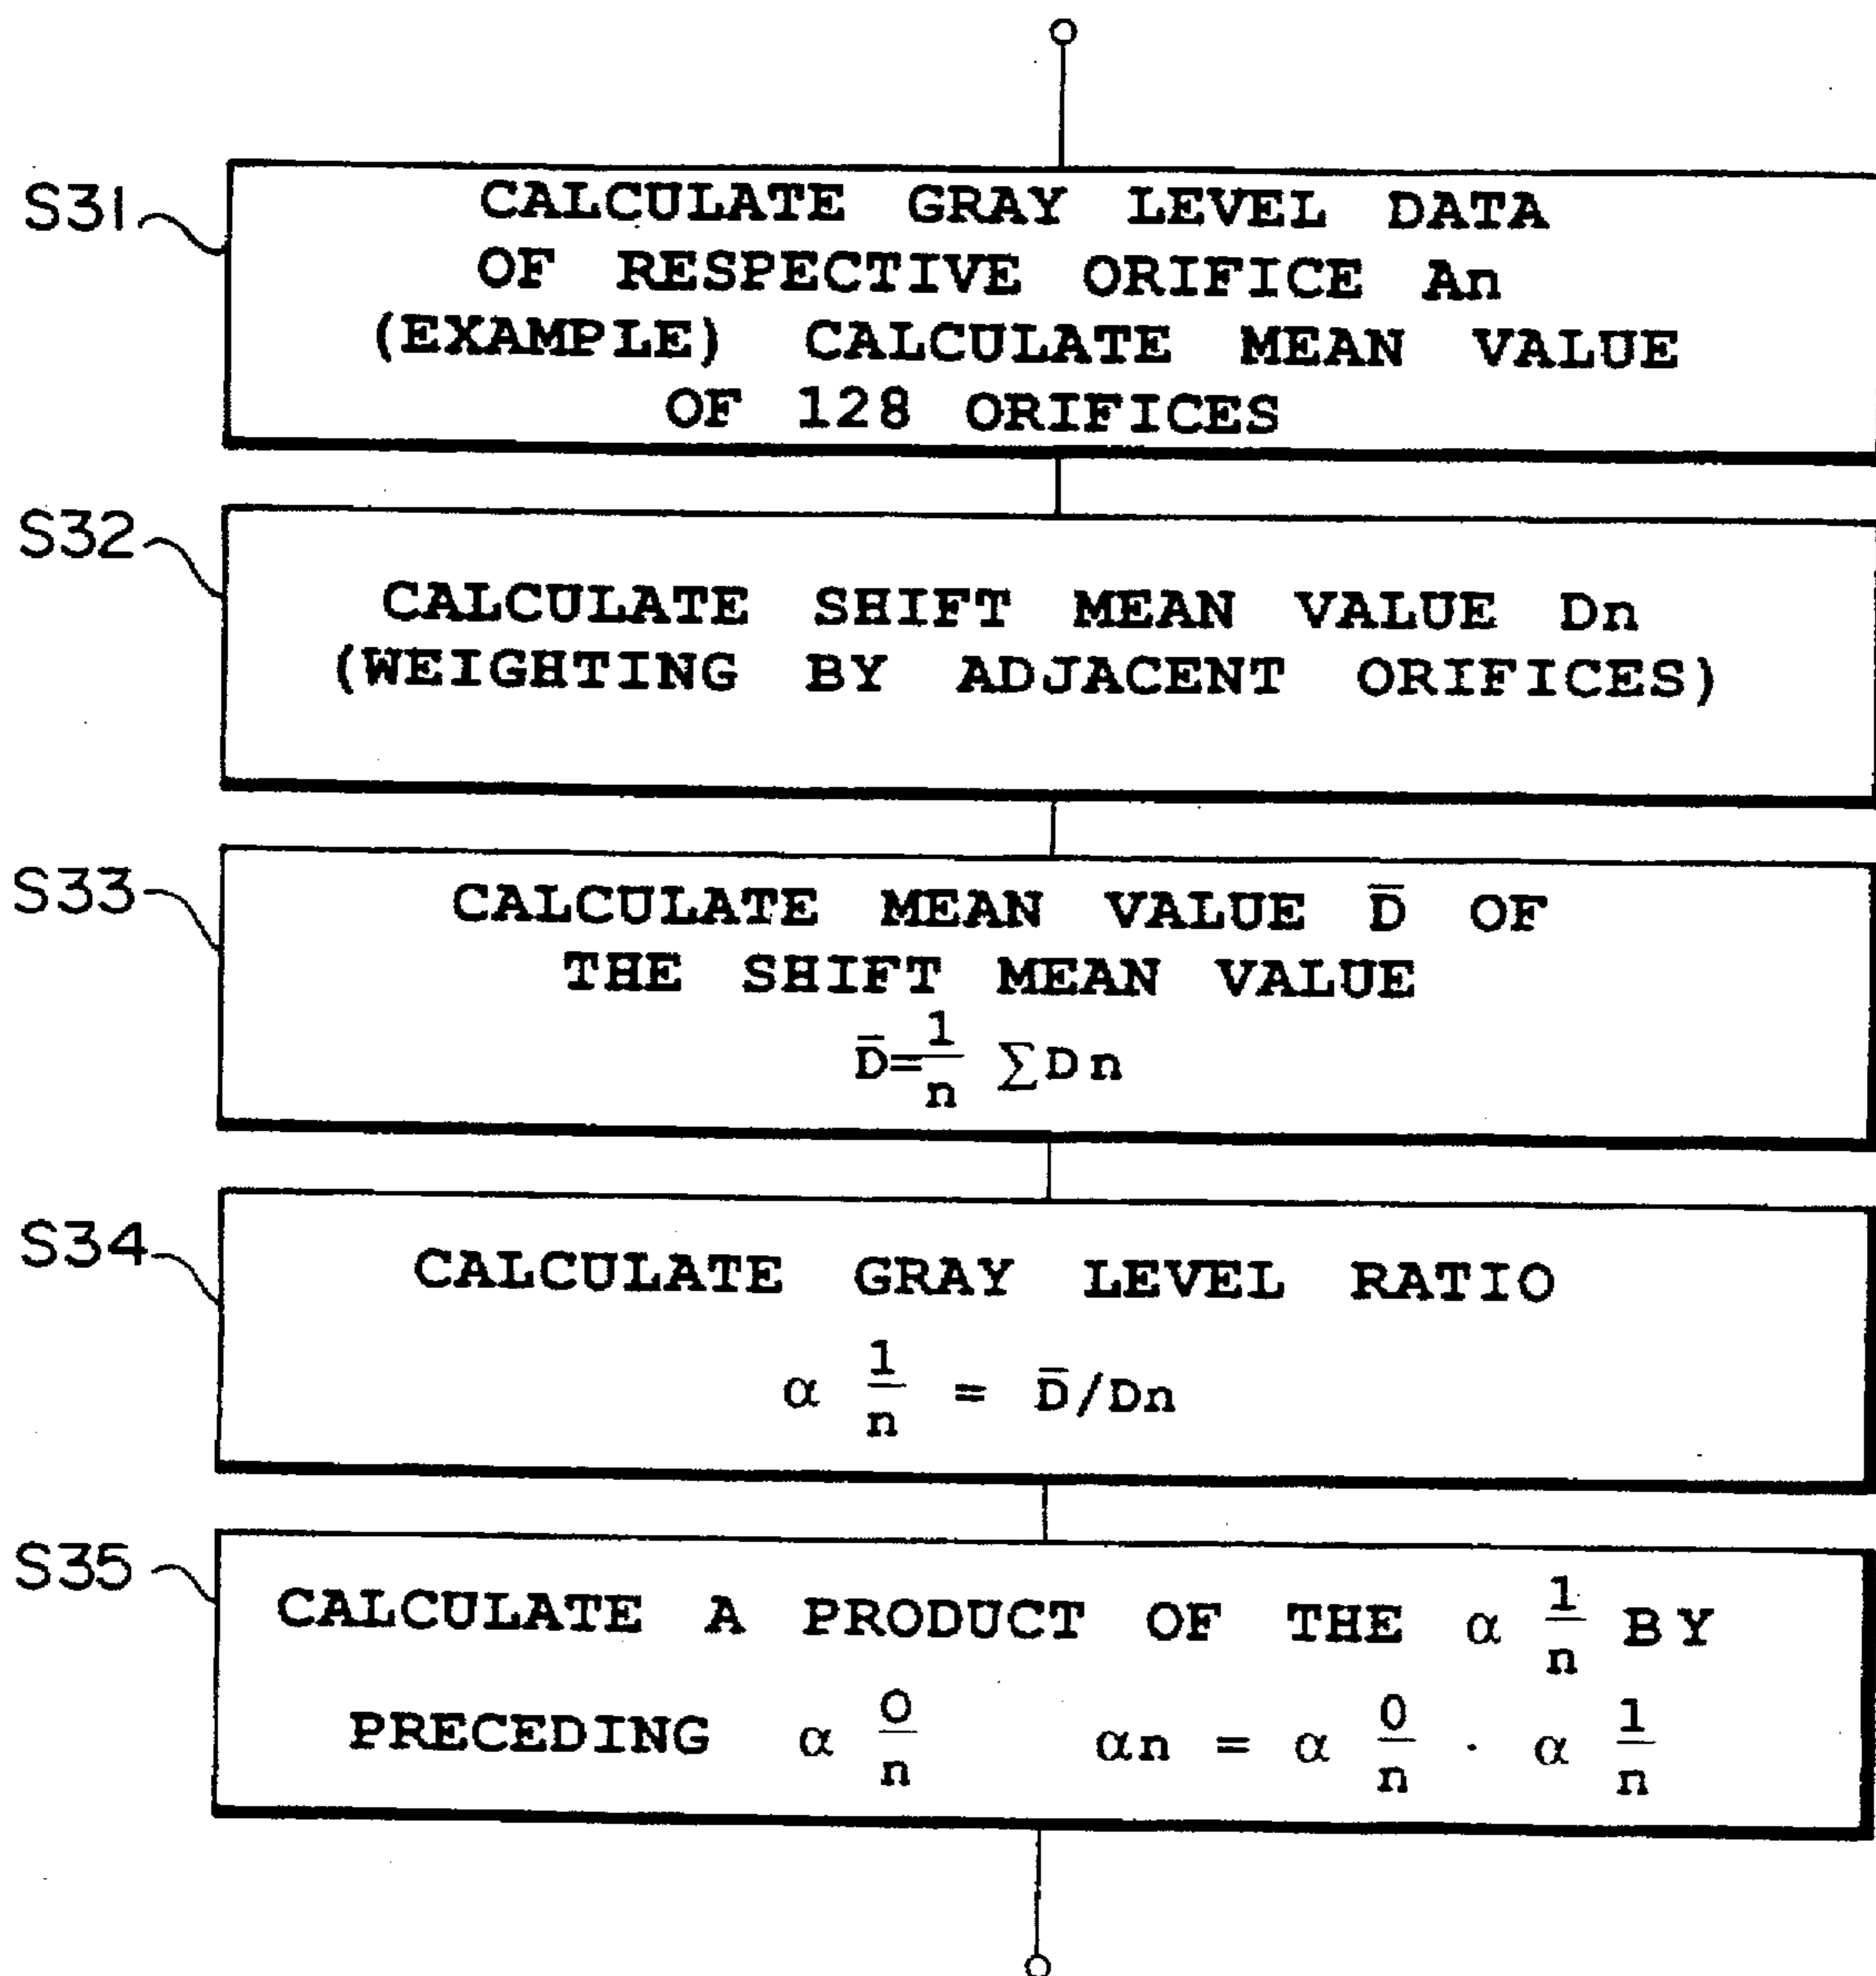 S31
CALCULATE GRAY LEVEL DATA
OF RESPECTIVE ORIFICE An
(EXAMPLE) CALCULATE MEAN VALUE
OF 128 ORIFICES
S32
CALCULATE SHIFT MEAN VALUE Dn
(WEIGHTING BY ADJACENT ORIFICES)
S33
CALCULATE MEAN VALUE D̄ OF
THE SHIFT MEAN VALUE
D̄=1/n ΣDn
S34
CALCULATE GRAY LEVEL RATIO
α 1/n = D̄/Dn
S35
CALCULATE A PRODUCT OF THE α 1/n BY
PRECEDING α 0/n αn = α 0/n · α 1/n